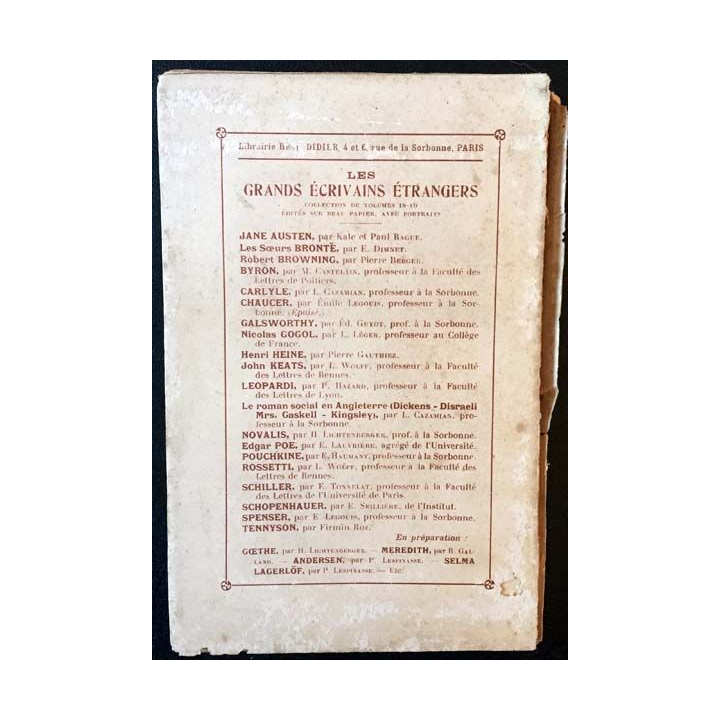 Librairie Henri DIDIER, 4 et 6, rue de la Sorbonne, PARIS
LES
GRANDS ÉCRIVAINS ÉTRANGERS
COLLECTION DE VOLUMES IN-16
ÉDITÉS SUR BEAU PAPIER, AVEC PORTRAITS
JANE AUSTEN, par Kate et Paul RAGUE.
Les Sœurs BRONTË, par E. DIMNET.
Robert BROWNING, par Pierre BERGER.
BYRON, par M. CASTELAIN, professeur à la Faculté des
Lettres de Poitiers.
CARLYLE, par L. CAZAMIAN, professeur à la Sorbonne.
CHAUCER, par Émile LEGOUIS, professeur à la Sor-
bonne. (Epuisé.)
GALSWORTHY, par Éd. GUYOT, prof. à la Sorbonne.
Nicolas GOGOL, par L. LÉGER, professeur au Collège
de France.
Henri HEINE, par Pierre GAUTHIEZ.
John KEATS, par L. WOLFF, professeur à la Faculté
des Lettres de Rennes.
LEOPARDI, par P. HAZARD, professeur à la Faculté
des Lettres de Lyon.
Le roman social en Angleterre (Dickens - Disraeli
Mrs. Gaskell - Kingsley), par L. CAZAMIAN, pro-
fesseur à la Sorbonne.
NOVALIS, par H. LICHTENBERGER, prof. à la Sorbonne.
Edgar POE, par E. LAUVRIÈRE, agrégé de l'Université.
POUCHKINE, par E. HAUMANT, professeur à la Sorbonne.
ROSSETTI, par L. WOLFF, professeur à la Faculté des
Lettres de Rennes.
SCHILLER, par E. TONNELAT, professeur à la Faculté
des Lettres de l'Université de Paris.
SCHOPENHAUER, par E. SEILLIÈRE, de l'Institut.
SPENSER, par E. LEGOUIS, professeur à la Sorbonne.
TENNYSON, par Firmin ROZ.
En préparation :
GŒTHE, par H. LICHTENBERGER. — MEREDITH, par R. GAL-
LAND. — ANDERSEN, par P. LESPINASSE. — SELMA
LAGERLÖF, par P. LESPINASSE. — Etc.